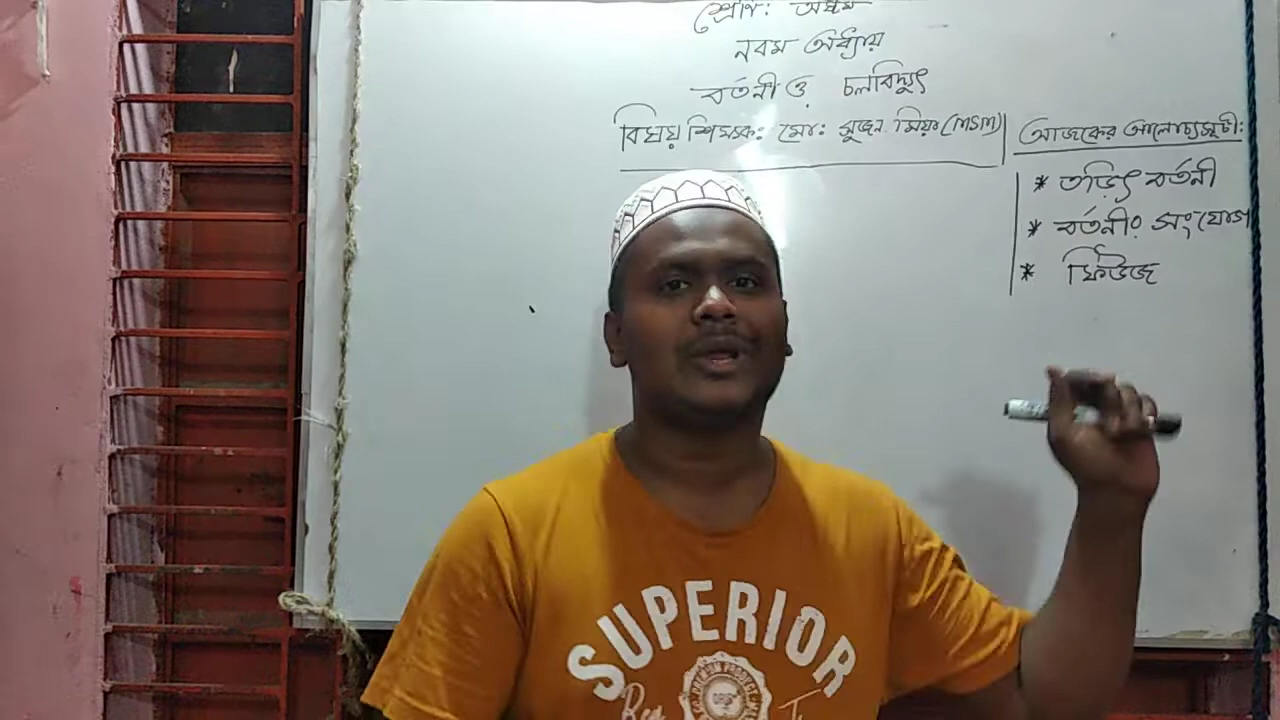 শ্রেণি: অষ্টম
নবম অধ্যায়
বর্তনী ও চলবিদ্যুৎ
বিষয় শিক্ষক: মো: সুজন মিয়া
আজকের আলোচ্যসূচী:
* তড়িৎ বর্তনী
* বর্তনীর সংযোগ
* ফিউজ
SUPERIOR